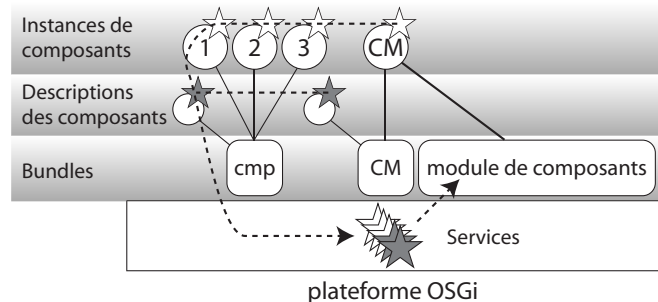 Instances de
composants
1 2 3 CM
Descriptions
des composants
Bundles
cmp CM module de composants
Services
plateforme OSGi